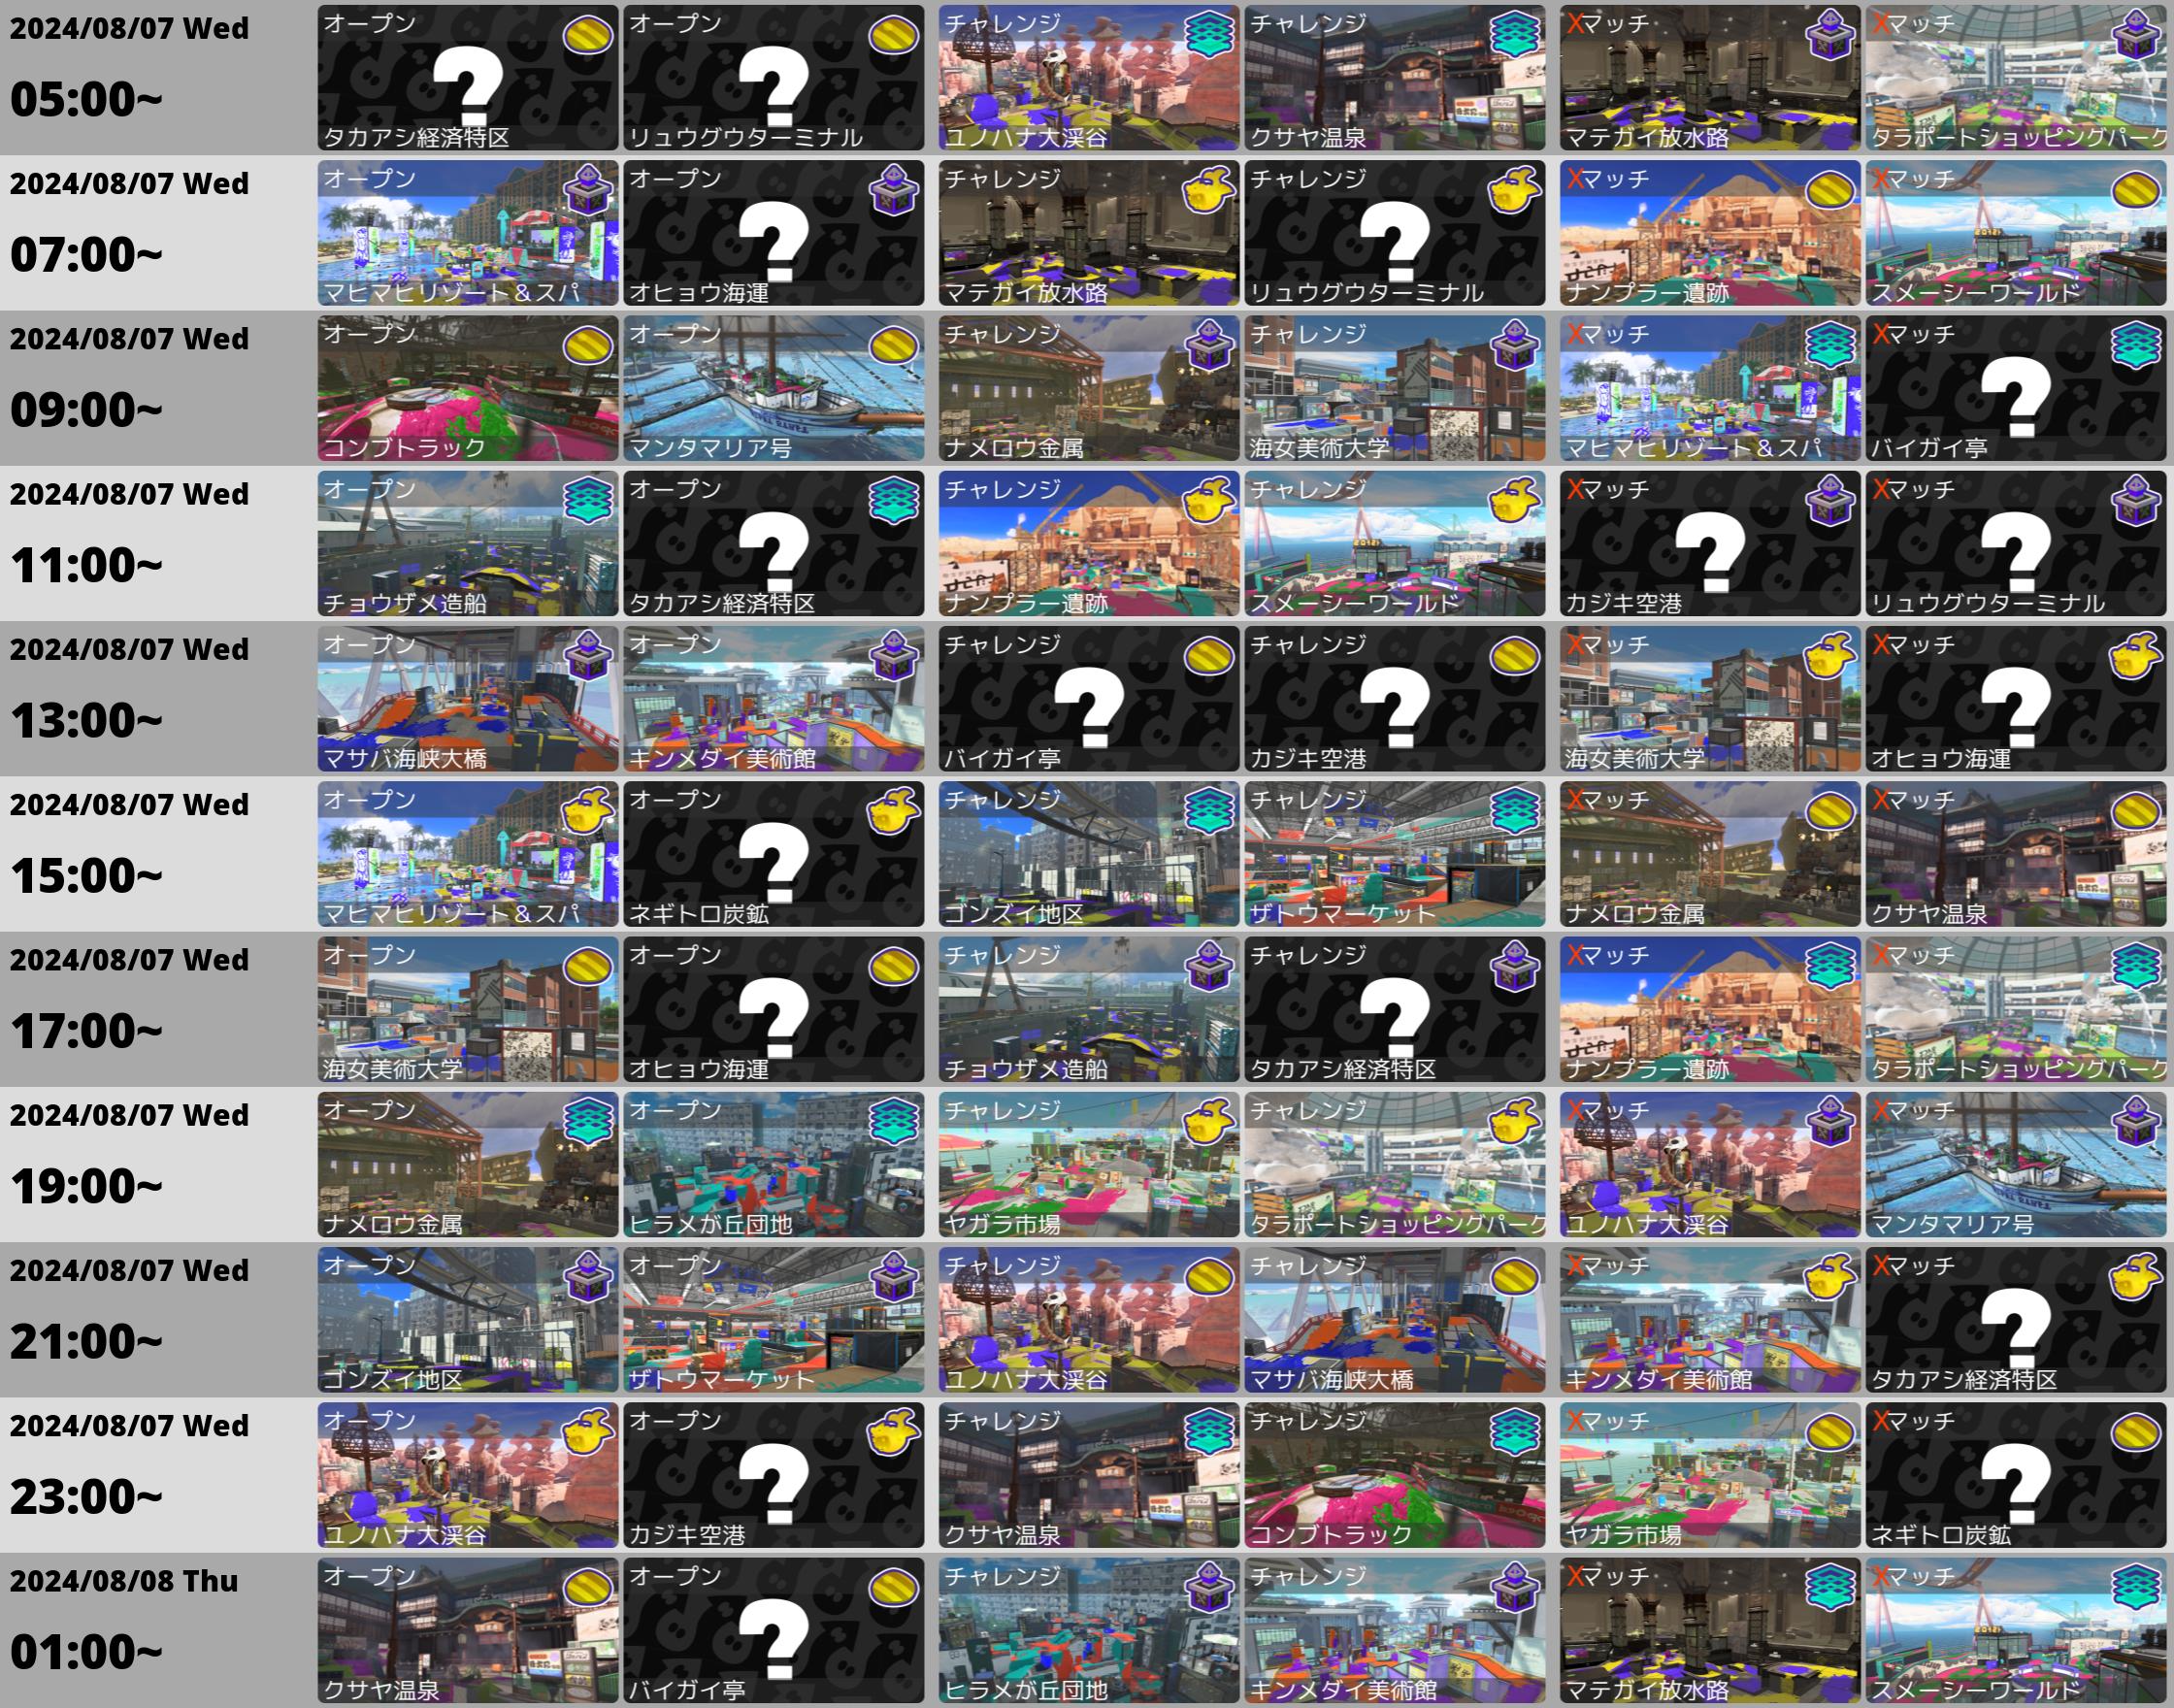 2024/08/07 Wed
05:00~
オープン
タカアシ経済特区
オープン
リュウグウターミナル
チャレンジ
ユノハナ大渓谷
チャレンジ
クサヤ温泉
Xマッチ
マテガイ放水路
Xマッチ
タラポートショッピングパーク
2024/08/07 Wed
07:00~
オープン
マヒマヒリゾート＆スパ
オープン
オヒョウ海運
チャレンジ
マテガイ放水路
チャレンジ
リュウグウターミナル
Xマッチ
ナンプラー遺跡
Xマッチ
スメーシーワールド
2024/08/07 Wed
09:00~
オープン
コンブトラック
オープン
マンタマリア号
チャレンジ
ナメロウ金属
チャレンジ
海女美術大学
Xマッチ
マヒマヒリゾート＆スパ
Xマッチ
バイガイ亭
2024/08/07 Wed
11:00~
オープン
チョウザメ造船
オープン
タカアシ経済特区
チャレンジ
ナンプラー遺跡
チャレンジ
スメーシーワールド
Xマッチ
カジキ空港
Xマッチ
リュウグウターミナル
2024/08/07 Wed
13:00~
オープン
マサバ海峡大橋
オープン
キンメダイ美術館
チャレンジ
バイガイ亭
チャレンジ
カジキ空港
Xマッチ
海女美術大学
Xマッチ
オヒョウ海運
2024/08/07 Wed
15:00~
オープン
マヒマヒリゾート＆スパ
オープン
ネギトロ炭鉱
チャレンジ
ゴンズイ地区
チャレンジ
ザトウマーケット
Xマッチ
ナメロウ金属
Xマッチ
クサヤ温泉
2024/08/07 Wed
17:00~
オープン
海女美術大学
オープン
オヒョウ海運
チャレンジ
チョウザメ造船
チャレンジ
タカアシ経済特区
Xマッチ
ナンプラー遺跡
Xマッチ
タラポートショッピングパーク
2024/08/07 Wed
19:00~
オープン
ナメロウ金属
オープン
ヒラメが丘団地
チャレンジ
ヤガラ市場
チャレンジ
タラポートショッピングパーク
Xマッチ
ユノハナ大渓谷
Xマッチ
マンタマリア号
2024/08/07 Wed
21:00~
オープン
ゴンズイ地区
オープン
ザトウマーケット
チャレンジ
ユノハナ大渓谷
チャレンジ
マサバ海峡大橋
Xマッチ
キンメダイ美術館
Xマッチ
タカアシ経済特区
2024/08/07 Wed
23:00~
オープン
ユノハナ大渓谷
オープン
カジキ空港
チャレンジ
クサヤ温泉
チャレンジ
コンブトラック
Xマッチ
ヤガラ市場
Xマッチ
ネギトロ炭鉱
2024/08/08 Thu
01:00~
オープン
クサヤ温泉
オープン
バイガイ亭
チャレンジ
ヒラメが丘団地
チャレンジ
キンメダイ美術館
Xマッチ
マテガイ放水路
Xマッチ
スメーシーワールド